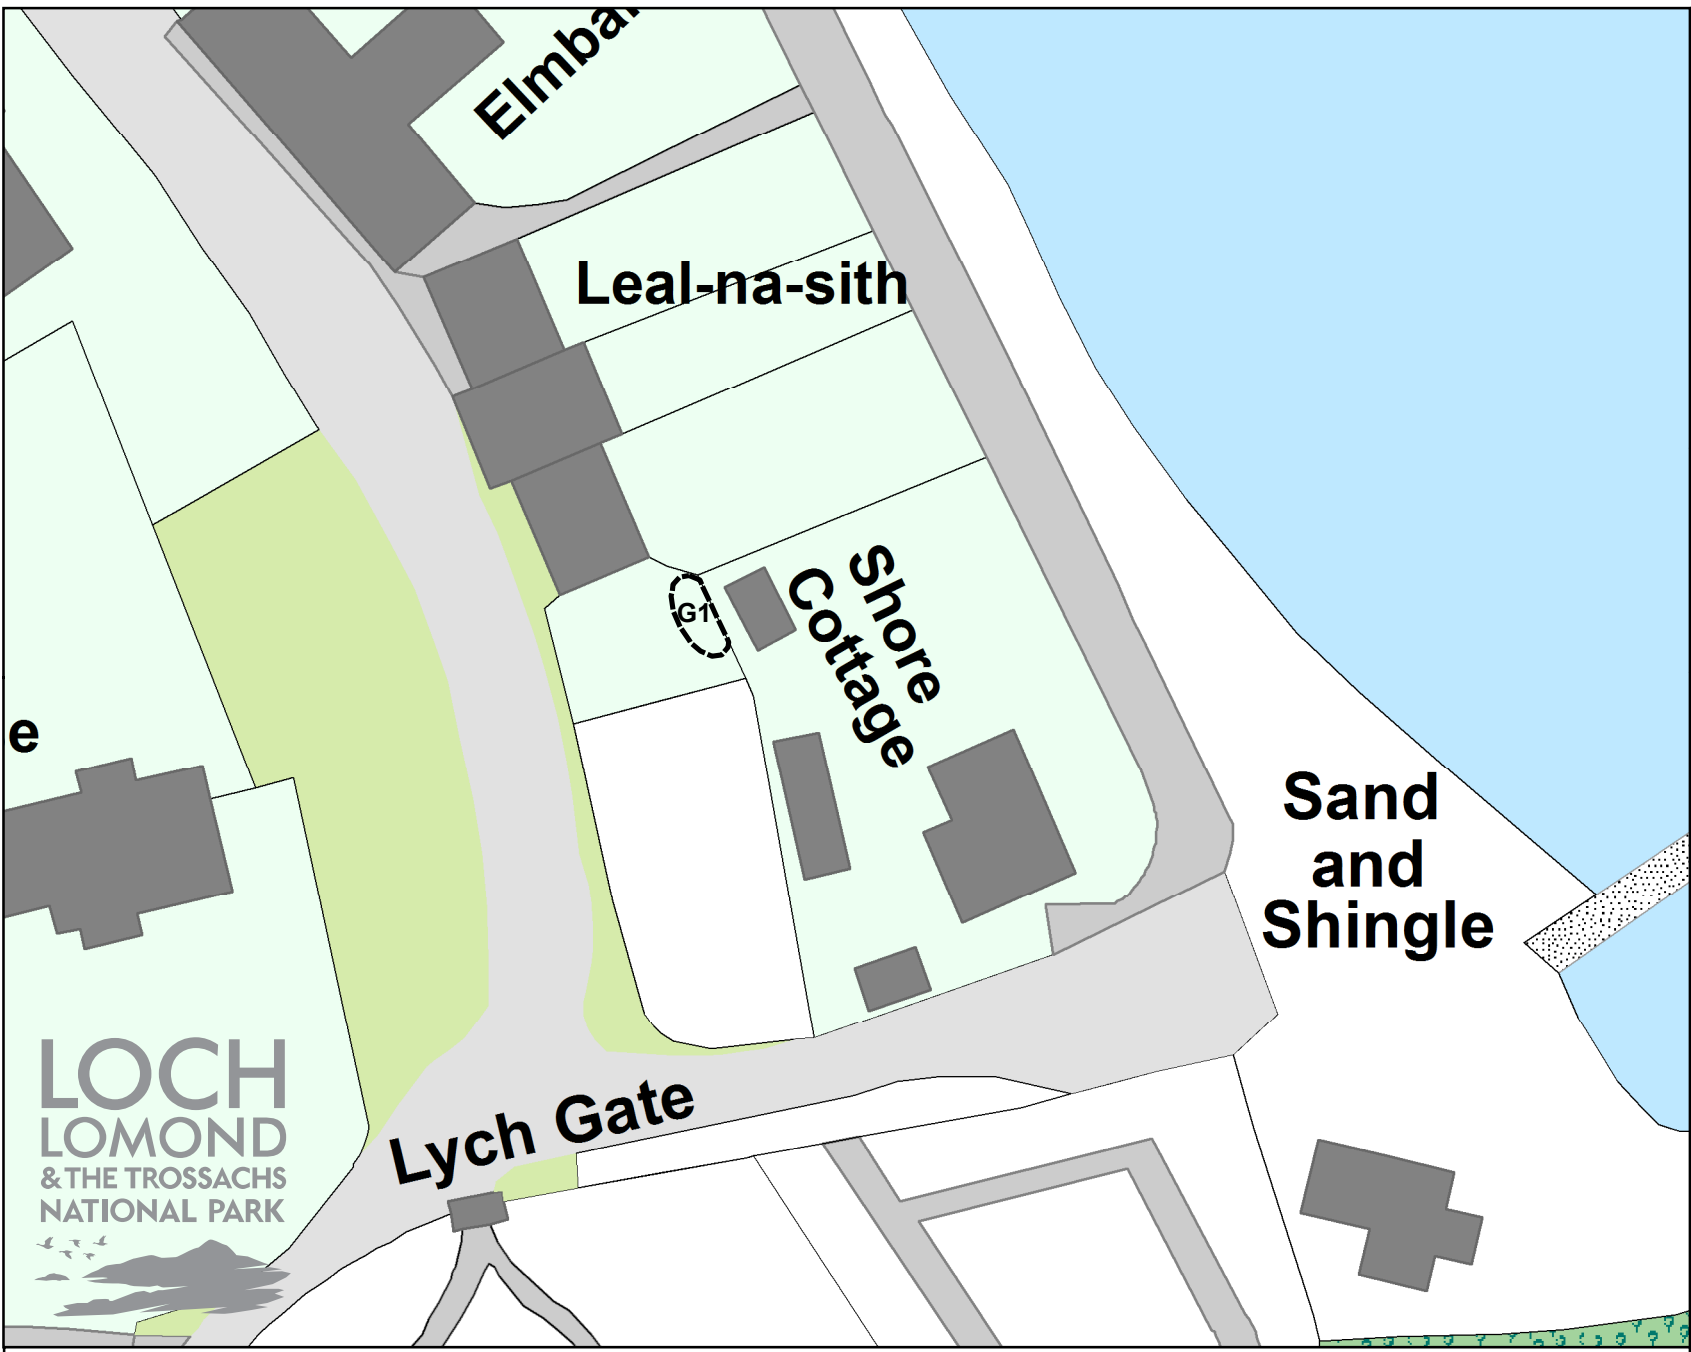 Elmba
Leal-na-sith
Shore
Cottage
G1
e
Sand
and
Shingle
Lych Gate
LOCH
LOMOND
& THE TROSSACHS
NATIONAL PARK